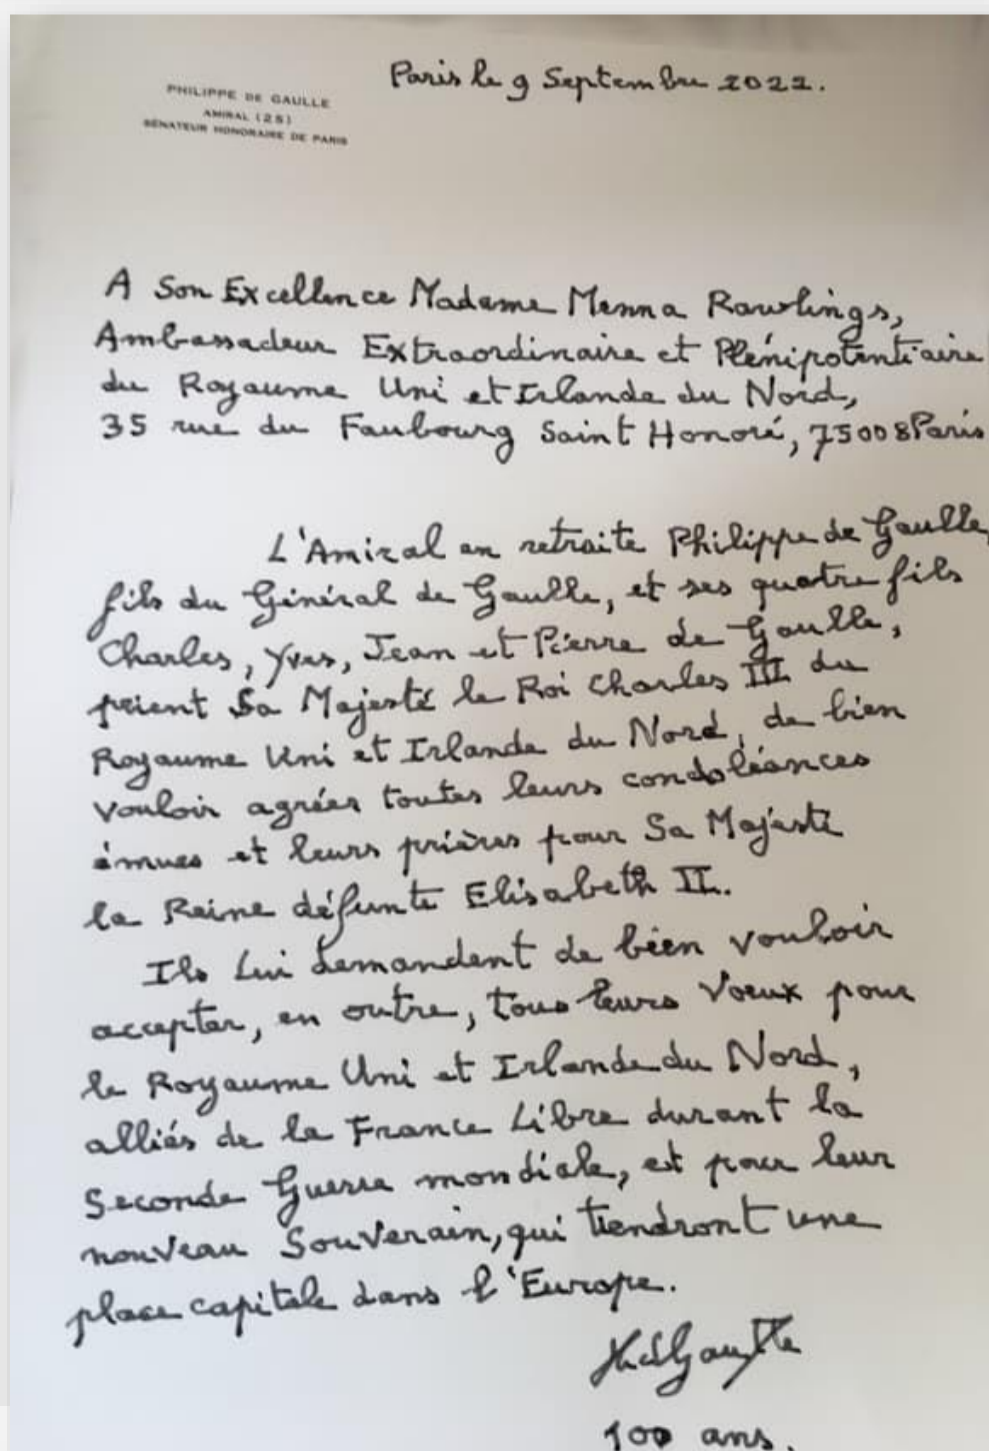 Paris le 9 Septembre 2022.
PHILIPPE DE GAULLE
AMIRAL (2S)
SÉNATEUR HONORAIRE DE PARIS
A Son Excellence Madame Menna Rawlings,
Ambassadeur Extraordinaire et Plénipotentiaire
du Royaume Uni et Irlande du Nord,
35 rue du Faubourg Saint Honoré, 75008 Paris
L'Amiral en retraite Philippe de Gaulle,
fils du Général de Gaulle, et ses quatre fils
Charles, Yves, Jean et Pierre de Gaulle,
prient Sa Majesté le Roi Charles III du
Royaume Uni et Irlande du Nord, de bien
vouloir agréer toutes leurs condoléances
émues et leurs prières pour Sa Majesté
la Reine défunte Elisabeth II.
Ils Lui demandent de bien vouloir
accepter, en outre, tous leurs Voeux pour
le Royaume Uni et Irlande du Nord,
alliés de la France Libre durant la
Seconde Guerre mondiale, et pour leur
nouveau Souverain, qui tiendront une
place capitale dans l'Europe.
PhdeGaulle
100 ans.